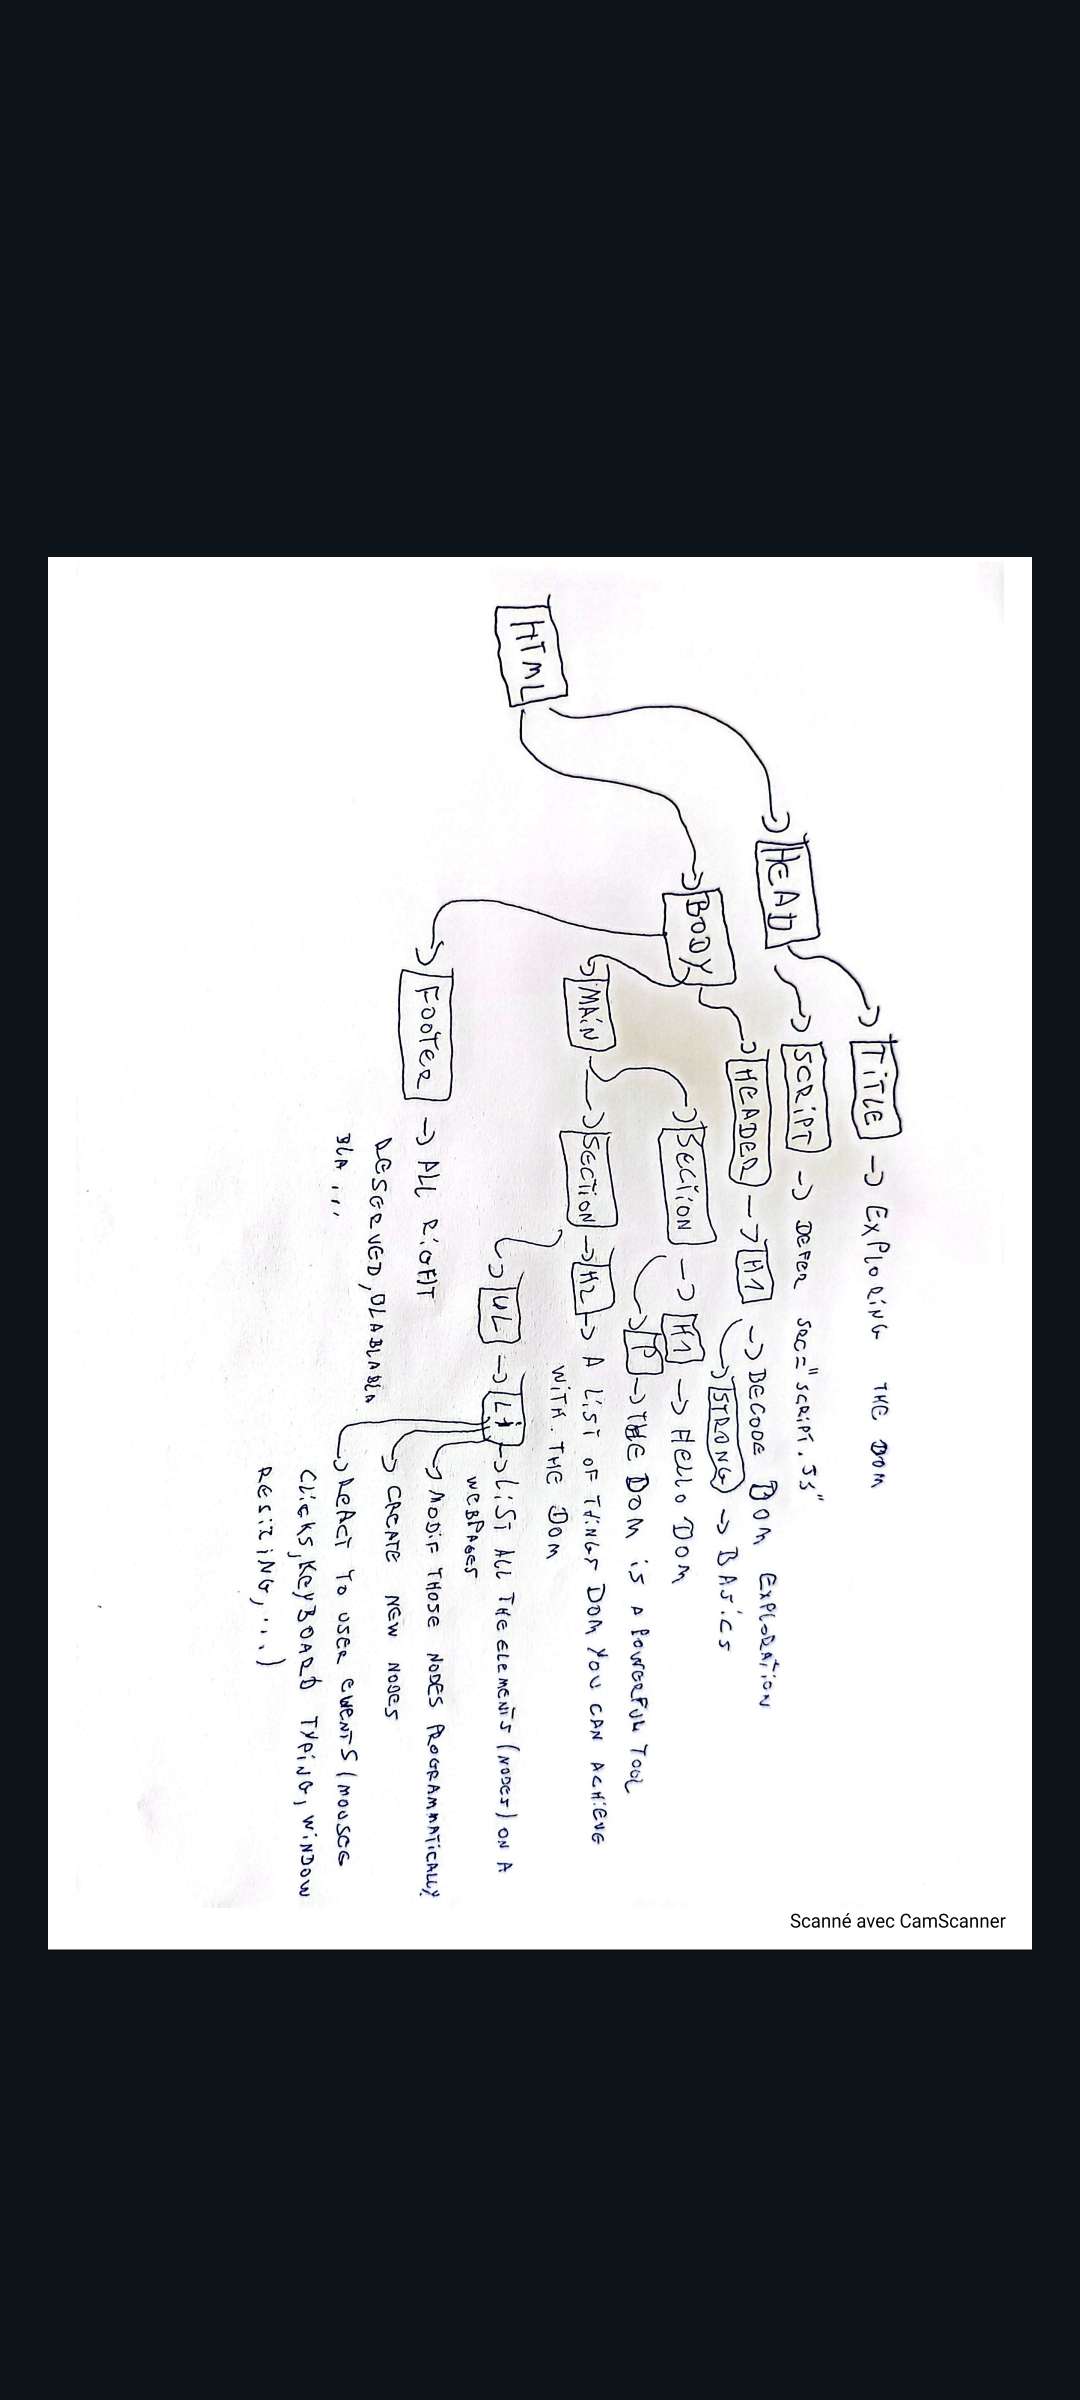 TITLE → EXPLORING THE DOM
SCRIPT → DEFER SRC="SCRIPT.JS"
HEAD
HEADER → H1 → BECODE DOM EXPLORATION
STRONG → BASICS
BODY
SECTION → H1 → HELLO DOM
P → THE DOM IS A POWERFUL TOOL
MAIN → SECTION → H2 → A LIST OF THINGS DOM YOU CAN ACHIEVE
WITH. THE DOM
HTML
UL → LI → LIST ALL THE ELEMENTS (NODES) ON A
WEBPAGES
MODIF THOSE NODES PROGRAMMATICALLY
CREATE NEW NODES
REACT TO USER EVENTS (MOUSE
CLICKS, KEYBOARD TYPING, WINDOW
RESIZING, ...)
FOOTER → ALL RIGHT
RESERVED, BLABLABLA
BLA ...
Scanné avec CamScanner